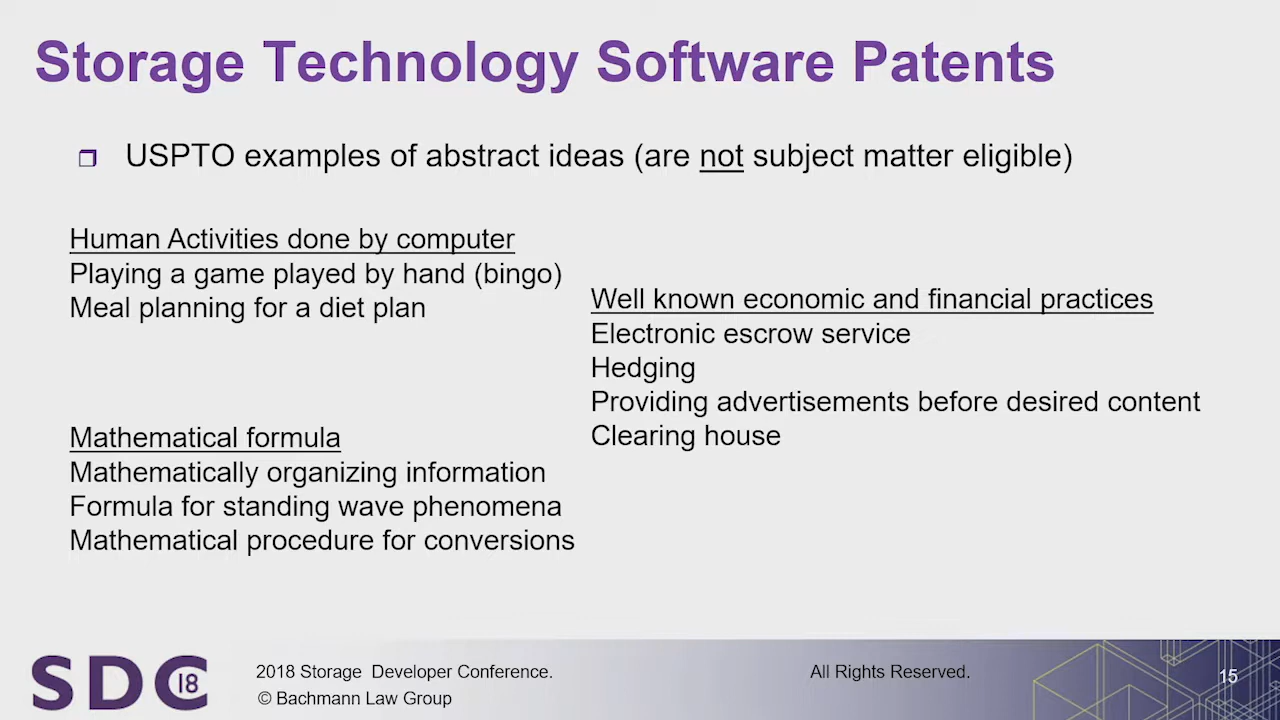 Storage Technology Software Patents
USPTO examples of abstract ideas (are not subject matter eligible)
Human Activities done by computer
Playing a game played by hand (bingo)
Meal planning for a diet plan
Well known economic and financial practices
Electronic escrow service
Hedging
Providing advertisements before desired content
Clearing house
Mathematical formula
Mathematically organizing information
Formula for standing wave phenomena
Mathematical procedure for conversions
SDC 18
2018 Storage Developer Conference.
© Bachmann Law Group
All Rights Reserved.
15